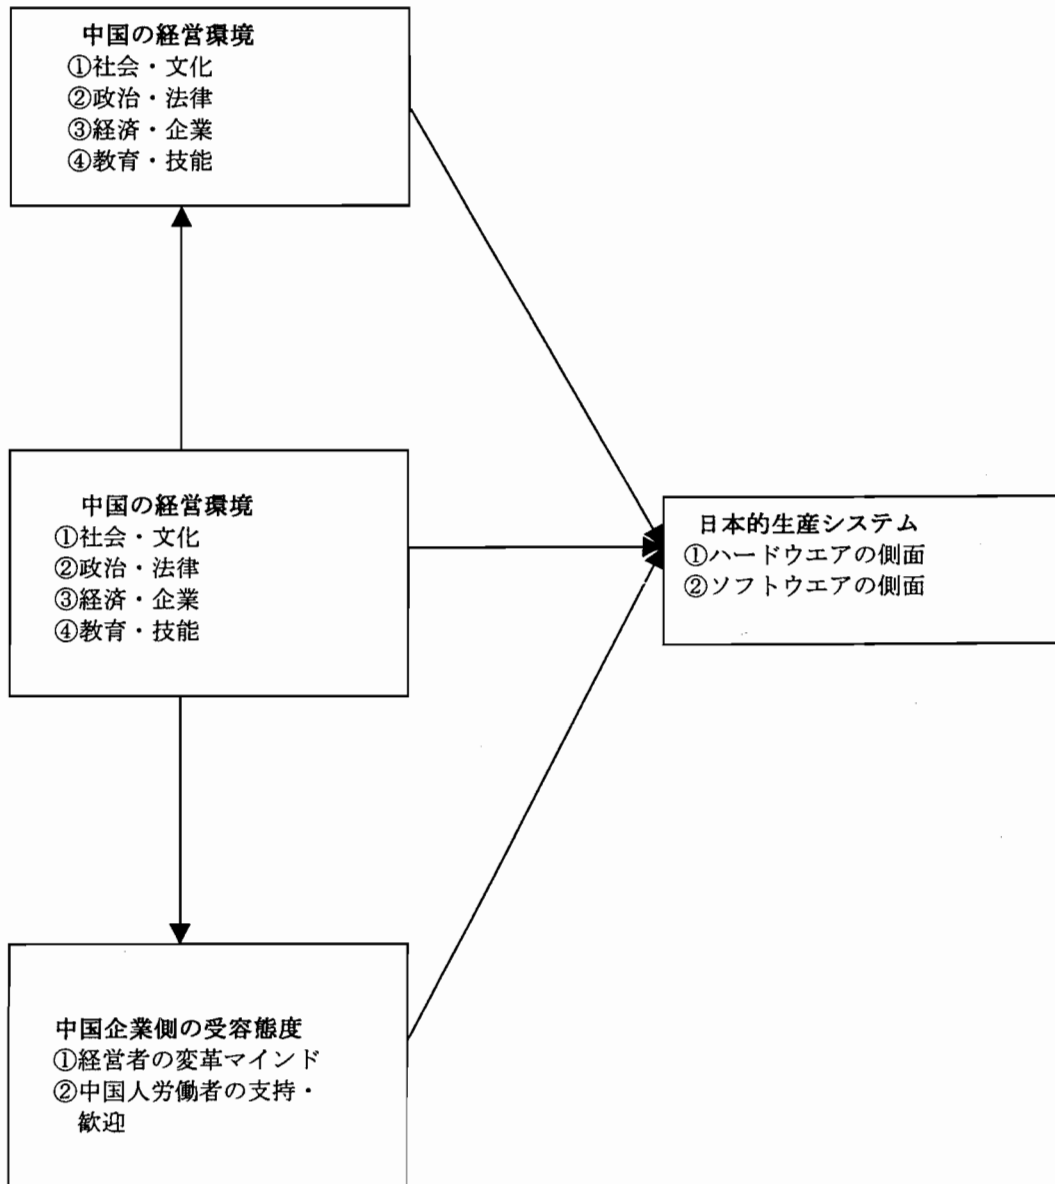 中国の経営環境
①社会・文化
②政治・法律
③経済・企業
④教育・技能
中国の経営環境
①社会・文化
②政治・法律
③経済・企業
④教育・技能
日本的生産システム
①ハードウエアの側面
②ソフトウエアの側面
中国企業側の受容態度
①経営者の変革マインド
②中国人労働者の支持・
歓迎